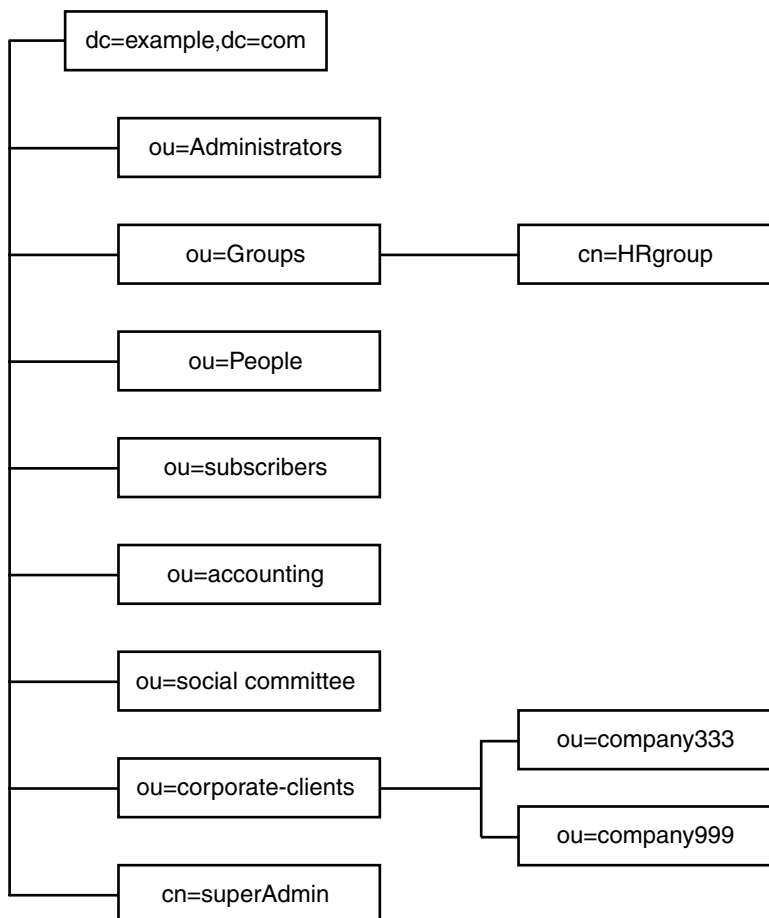 dc=example,dc=com
ou=Administrators
ou=Groups
cn=HRgroup
ou=People
ou=subscribers
ou=accounting
ou=social committee
ou=company333
ou=corporate-clients
ou=company999
cn=superAdmin